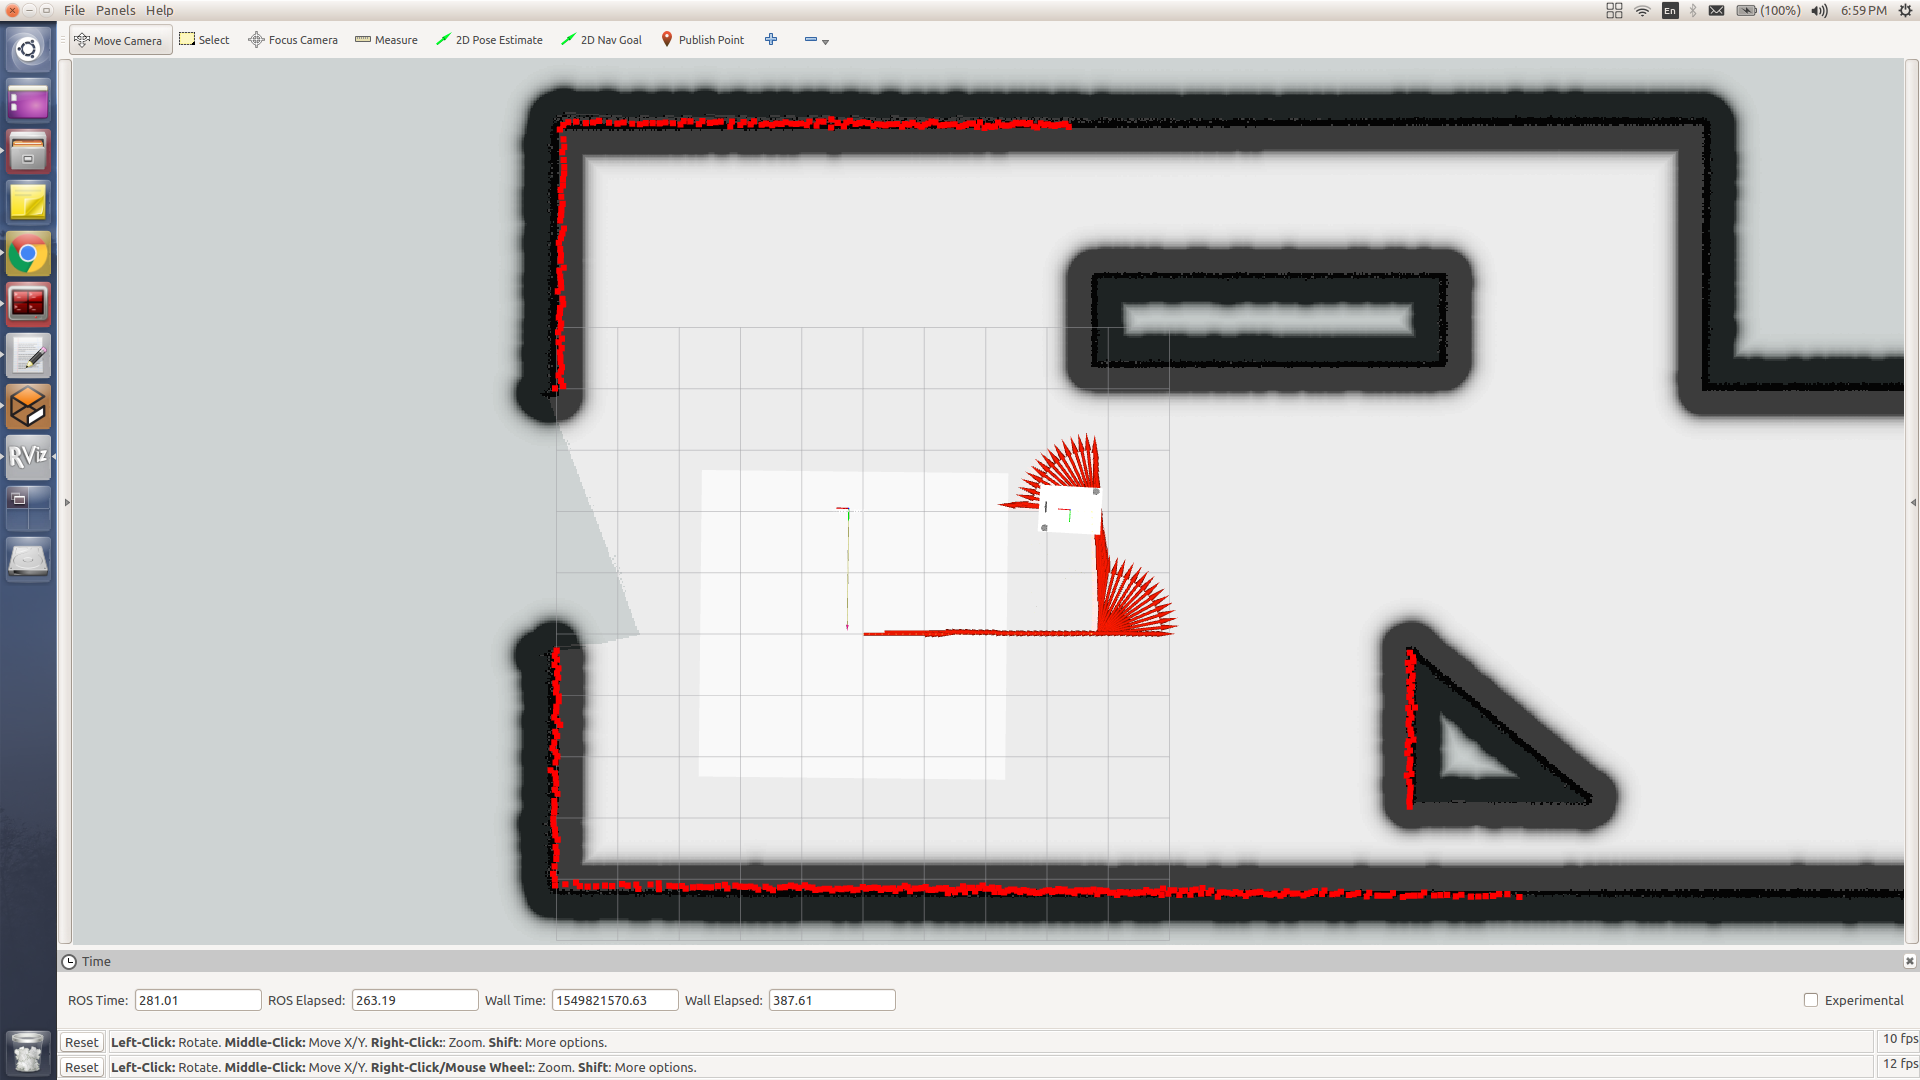 File Panels Help
En (100%) 6:59 PM
Move Camera Select Focus Camera Measure 2D Pose Estimate 2D Nav Goal Publish Point
RViz
Time
ROS Time: 281.01 ROS Elapsed: 263.19 Wall Time: 1549821570.63 Wall Elapsed: 387.61 Experimental
Reset Left-Click: Rotate. Middle-Click: Move X/Y. Right-Click:: Zoom. Shift: More options. 10 fps
Reset Left-Click: Rotate. Middle-Click: Move X/Y. Right-Click/Mouse Wheel:: Zoom. Shift: More options. 12 fps